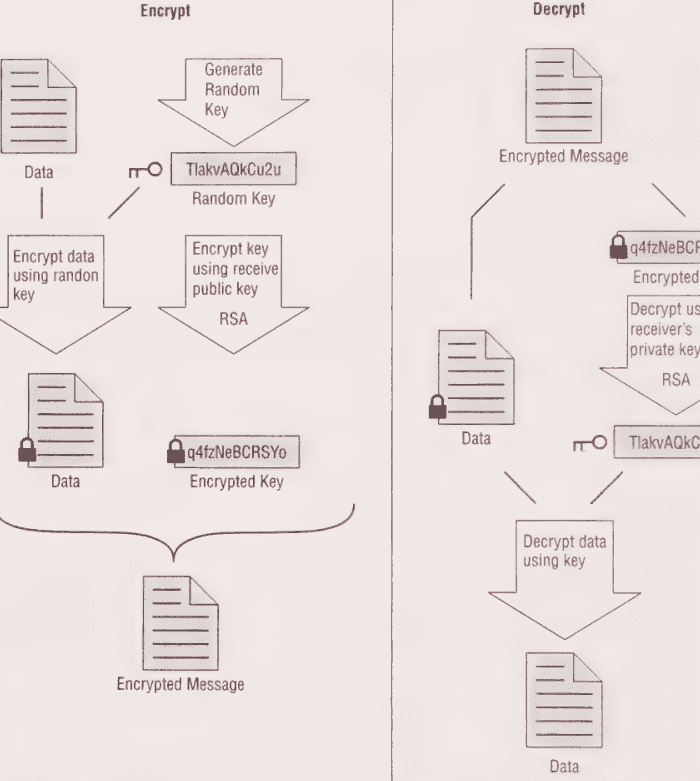 Encrypt
Generate
Random
Key
Data
TlakvAQkCu2u
Random Key
Encrypt data
using randon
key
Encrypt key
using receive
public key
RSA
Data
q4fzNeBCRSYo
Encrypted Key
Encrypted Message
Decrypt
Encrypted Message
q4fzNeBCR
Encrypted
Decrypt us
receiver's
private key
RSA
Data
TlakvAQkC
Decrypt data
using key
Data